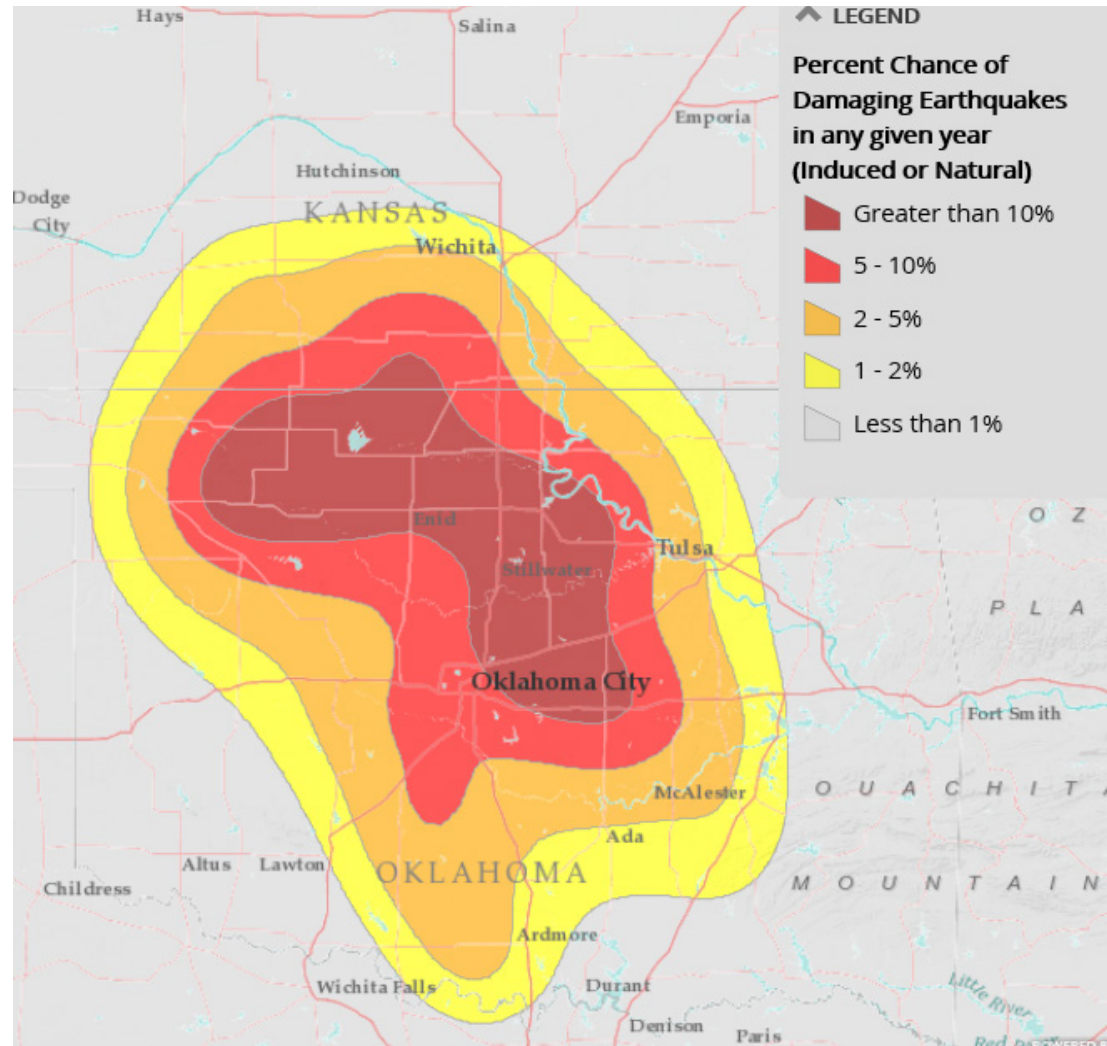 Hays
Salina
Emporia
Hutchinson
KANSAS
Dodge
City
Wichita
Enid
Stillwater
Tulsa
Oklahoma City
McAlester
Ada
Altus
Lawton
OKLAHOMA
Childress
Ardmore
Wichita Falls
Durant
Denison
Paris
Fort Smith
O Z
P L A
O U A C H I T A
M O U N T A I N
Little River
LEGEND
Percent Chance of
Damaging Earthquakes
in any given year
(Induced or Natural)
Greater than 10%
5 - 10%
2 - 5%
1 - 2%
Less than 1%